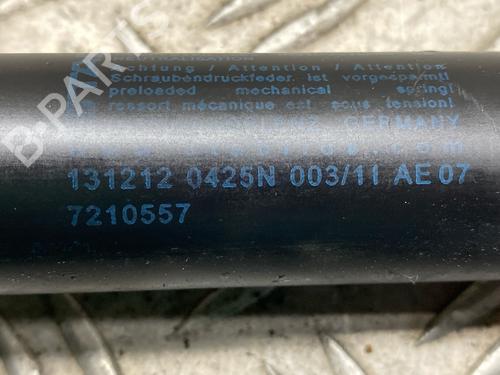 NEUTRALISATION
Achtung / Attention / Attention
Schraubendruckfeder. ist vorgespannt!
preloaded mechanical spring!
ressort mécanique est sous tension!
GERMANY
131212 0425N 003/11 AE 07
7210557
B-Parts